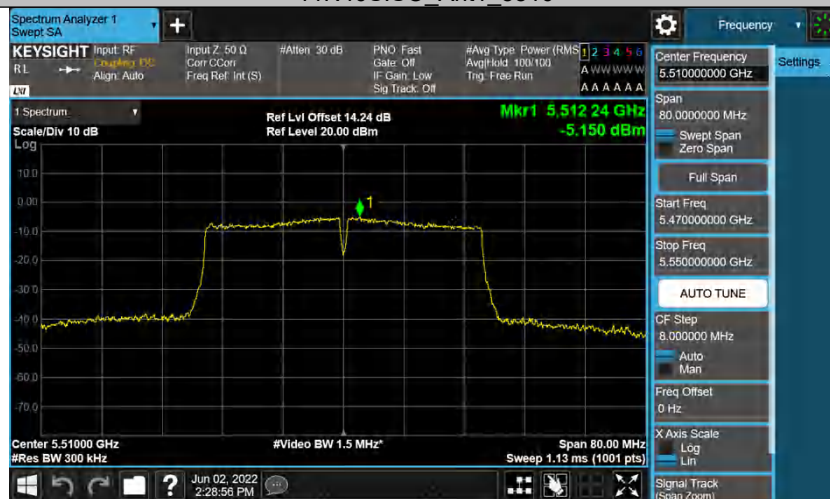 Spectrum Analyzer 1
Swept SA
+
Frequency
KEYSIGHT
RL
LXI
Input: RF
Coupling: DC
Align: Auto
Input Z: 50 Ω
Corr CCorr
Freq Ref: Int (S)
#Atten: 30 dB
PNO: Fast
Gate: Off
IF Gain: Low
Sig Track: Off
#Avg Type: Power (RMS)
Avg|Hold: 100/100
Trig: Free Run
1 2 3 4 5 6
A W W W W W
A A A A A A
1 Spectrum
Scale/Div 10 dB
Ref Lvl Offset 14.24 dB
Ref Level 20.00 dBm
Mkr1 5.512 24 GHz
-5.150 dBm
Log
10.0
0.00
-10.0
-20.0
-30.0
-40.0
-50.0
-60.0
-70.0
1
Center 5.51000 GHz
#Res BW 300 kHz
#Video BW 1.5 MHz*
Span 80.00 MHz
Sweep 1.13 ms (1001 pts)
Jun 02, 2022
2:28:56 PM
?
Center Frequency
5.510000000 GHz
Settings
Span
80.0000000 MHz
Swept Span
Zero Span
Full Span
Start Freq
5.470000000 GHz
Stop Freq
5.550000000 GHz
AUTO TUNE
CF Step
8.000000 MHz
Auto
Man
Freq Offset
0 Hz
X Axis Scale
Log
Lin
Signal Track
(Span Zoom)